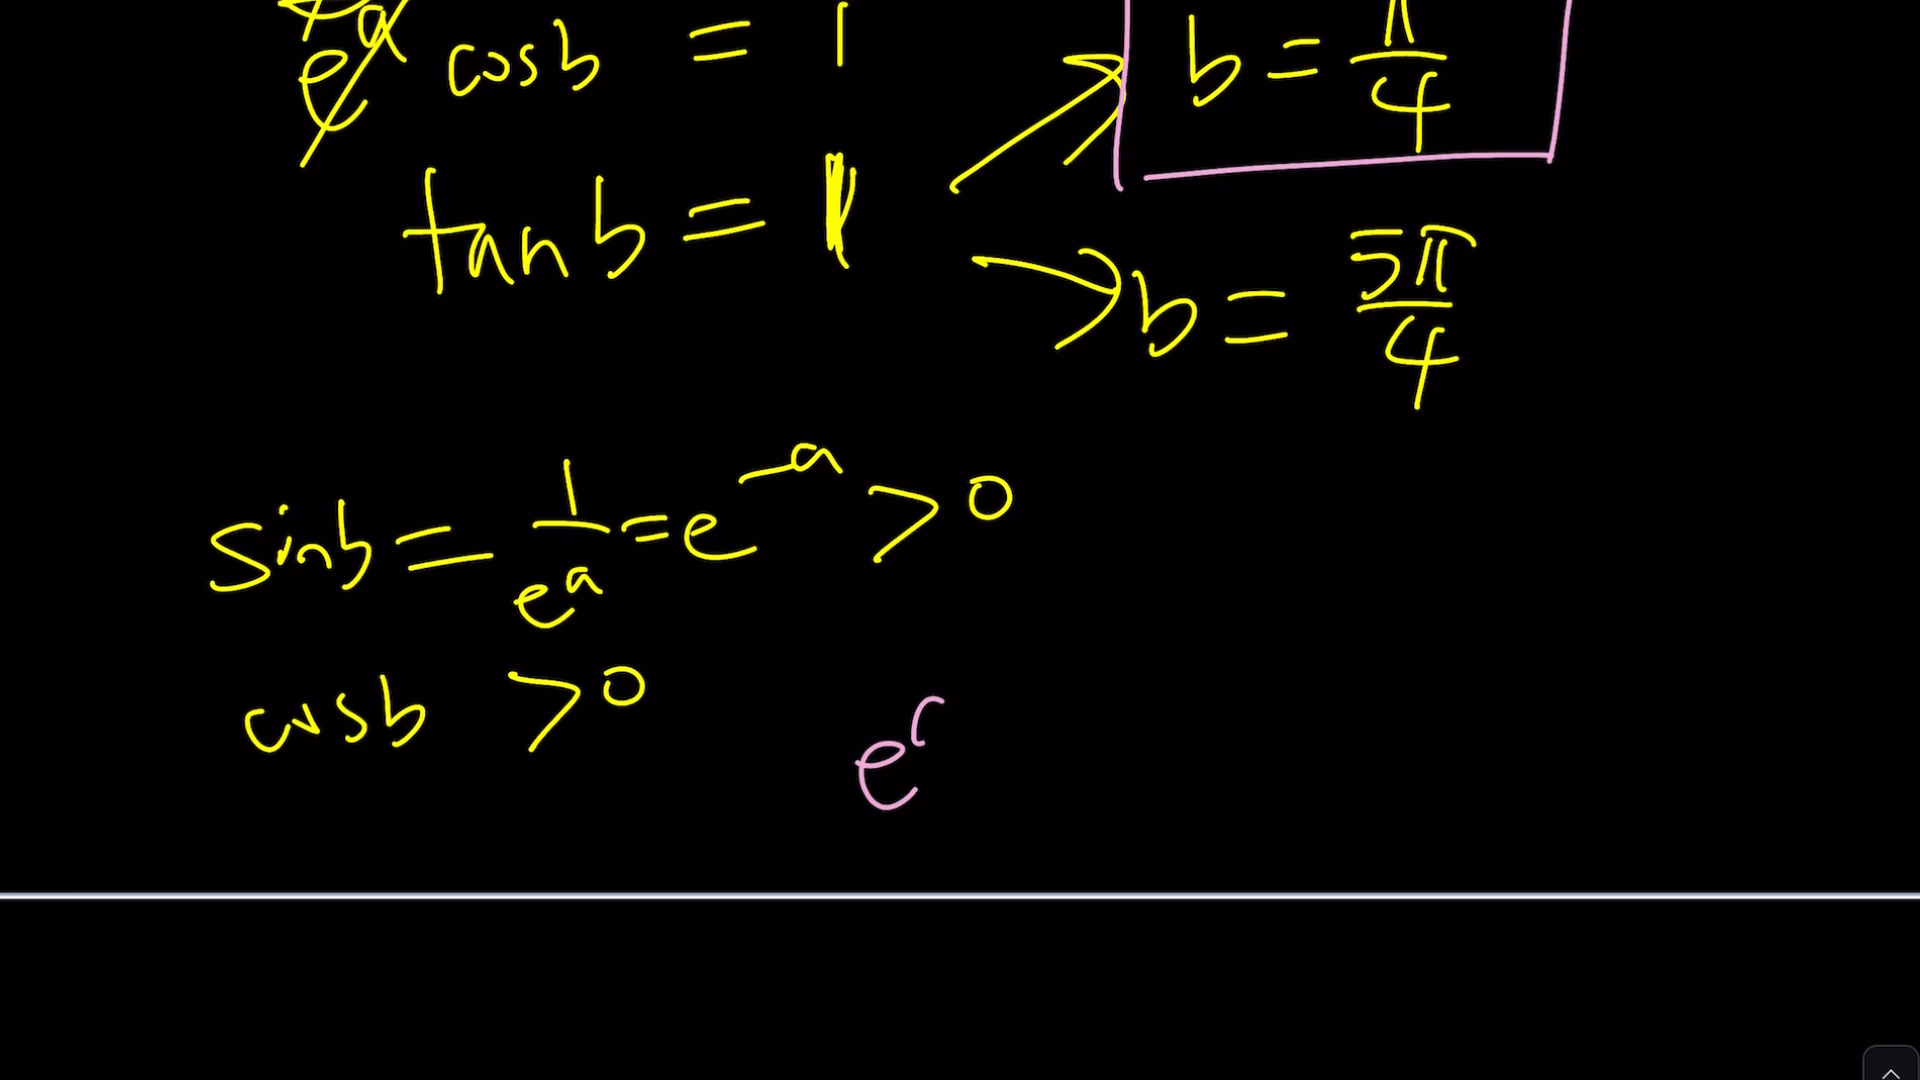 e^a cos b = 1
b = π/4
tan b = 1
b = 5π/4
sin b = 1/e^a = e^-a > 0
cos b > 0
e^